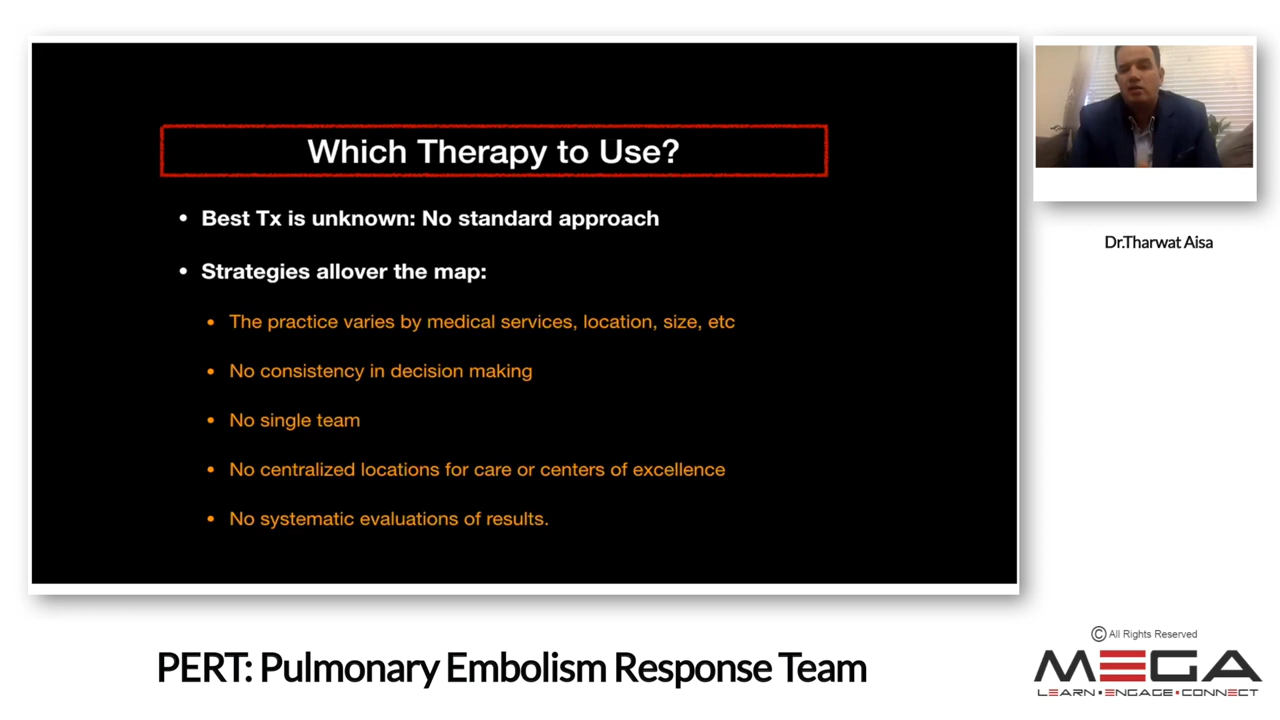 Which Therapy to Use?
• Best Tx is unknown: No standard approach
• Strategies allover the map:
• The practice varies by medical services, location, size, etc
• No consistency in decision making
• No single team
• No centralized locations for care or centers of excellence
• No systematic evaluations of results.
Dr.Tharwat Aisa
PERT: Pulmonary Embolism Response Team
© All Rights Reserved
MEGA
LEARN • ENGAGE • CONNECT